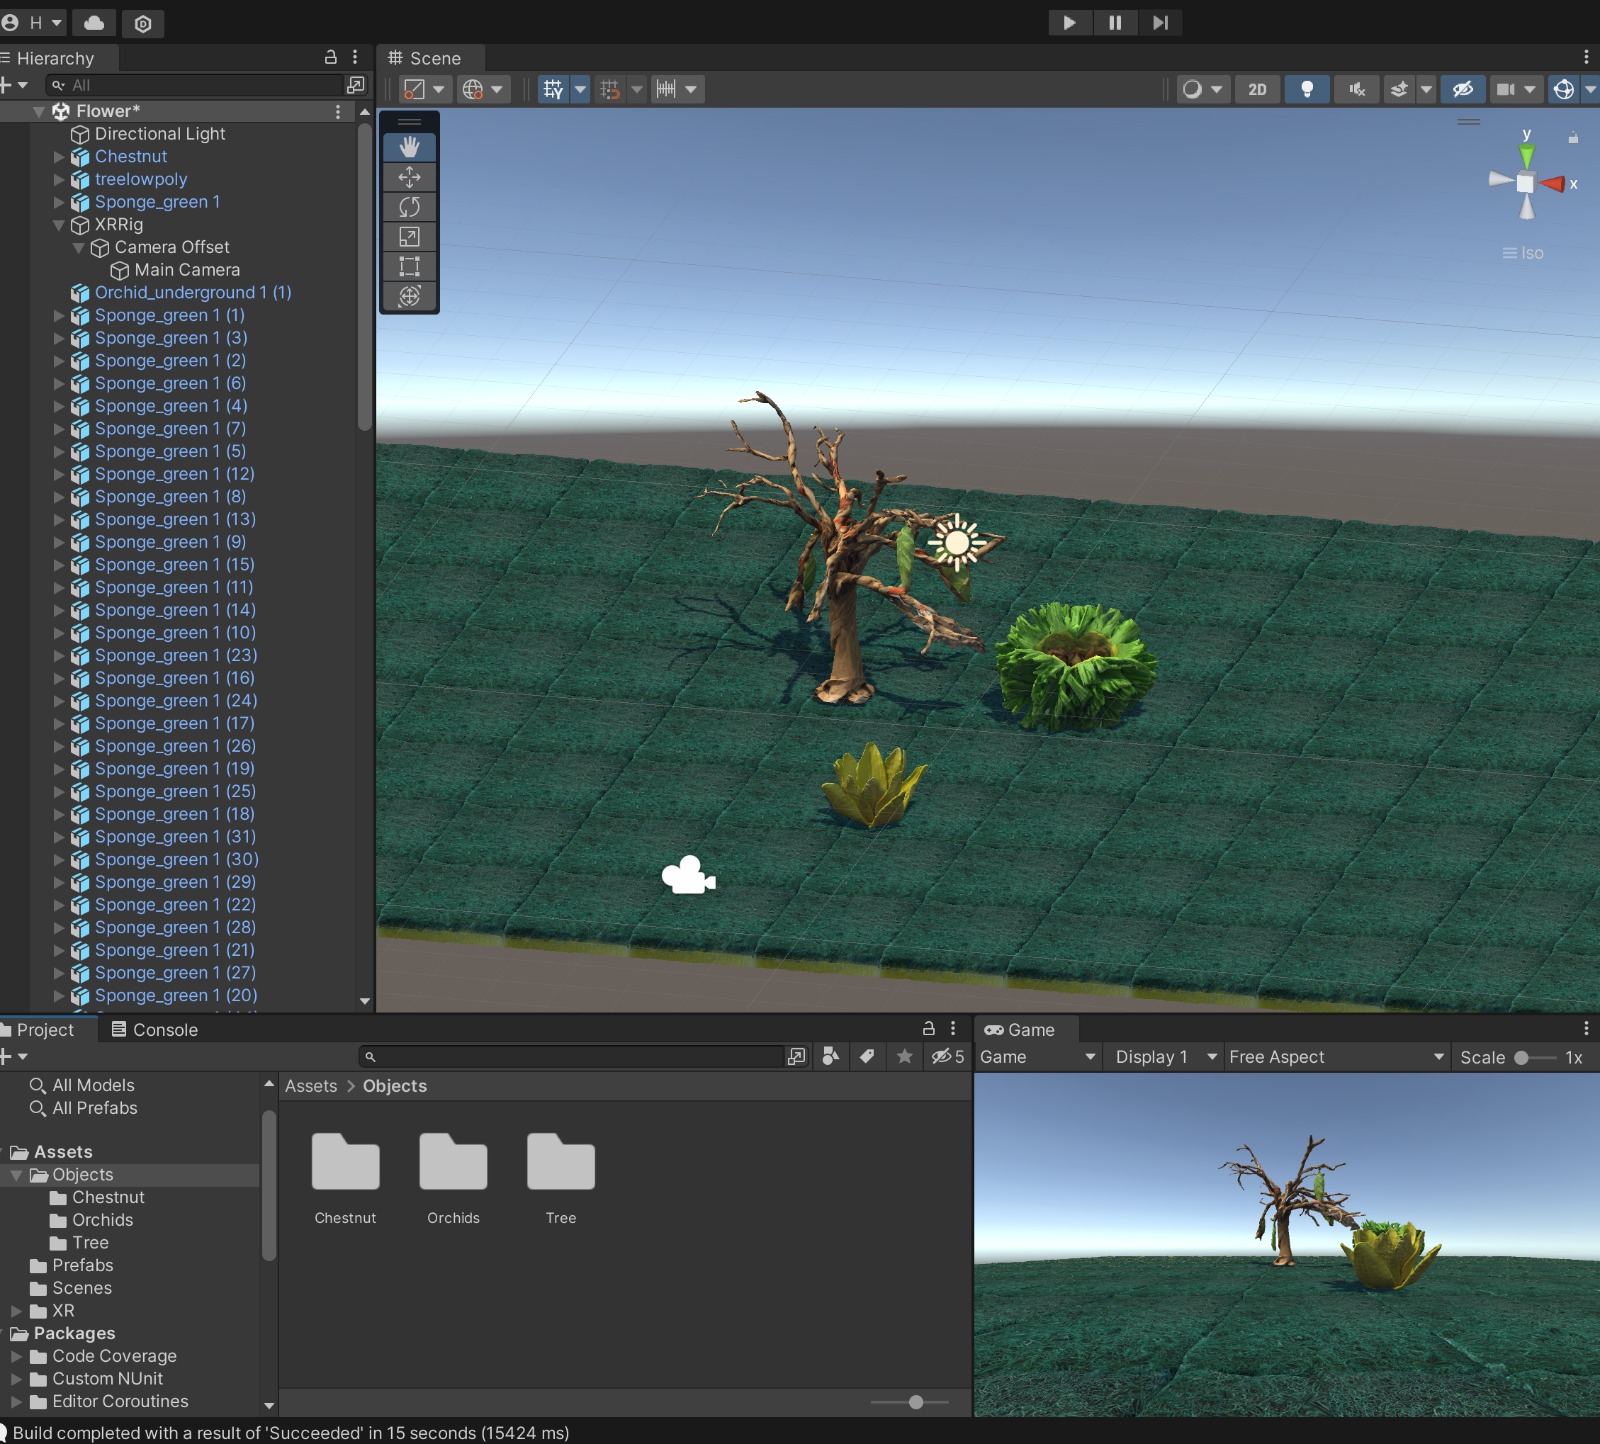 H
Hierarchy
All
Flower*
Directional Light
Chestnut
treelowpoly
Sponge_green 1
XRRig
Camera Offset
Main Camera
Orchid_underground 1 (1)
Sponge_green 1 (1)
Sponge_green 1 (3)
Sponge_green 1 (2)
Sponge_green 1 (6)
Sponge_green 1 (4)
Sponge_green 1 (7)
Sponge_green 1 (5)
Sponge_green 1 (12)
Sponge_green 1 (8)
Sponge_green 1 (13)
Sponge_green 1 (9)
Sponge_green 1 (15)
Sponge_green 1 (11)
Sponge_green 1 (14)
Sponge_green 1 (10)
Sponge_green 1 (23)
Sponge_green 1 (16)
Sponge_green 1 (24)
Sponge_green 1 (17)
Sponge_green 1 (26)
Sponge_green 1 (19)
Sponge_green 1 (25)
Sponge_green 1 (18)
Sponge_green 1 (31)
Sponge_green 1 (30)
Sponge_green 1 (29)
Sponge_green 1 (22)
Sponge_green 1 (28)
Sponge_green 1 (21)
Sponge_green 1 (27)
Sponge_green 1 (20)
Scene
2D
y
x
Iso
Project
Console
5
All Models
All Prefabs
Assets
Objects
Chestnut
Orchids
Tree
Prefabs
Scenes
XR
Packages
Code Coverage
Custom NUnit
Editor Coroutines
Assets > Objects
Chestnut
Orchids
Tree
Game
Game
Display 1
Free Aspect
Scale
1x
Build completed with a result of 'Succeeded' in 15 seconds (15424 ms)